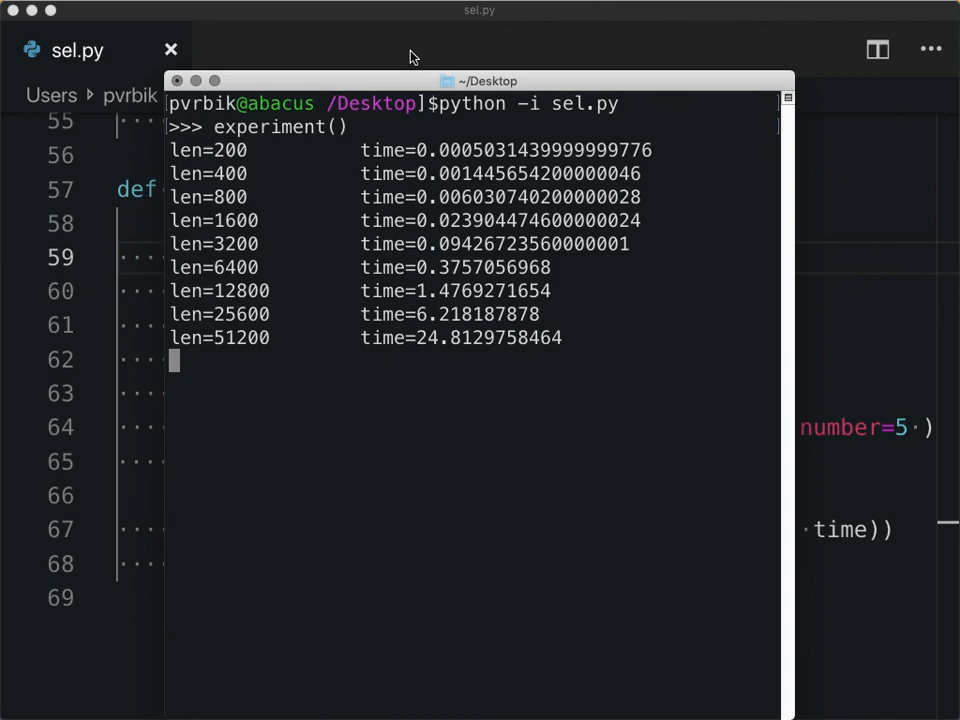 sel.py
sel.py
Users pvrbik
~/Desktop
[pvrbik@abacus /Desktop]$python -i sel.py
>>> experiment()
len=200 time=0.0005031439999999776
len=400 time=0.001445654200000046
len=800 time=0.006030740200000028
len=1600 time=0.023904474600000024
len=3200 time=0.09426723560000001
len=6400 time=0.3757056968
len=12800 time=1.4769271654
len=25600 time=6.218187878
len=51200 time=24.8129758464
55
56
57 def
58
59
60
61
62
63
64 number=5 )
65
66
67 time))
68
69